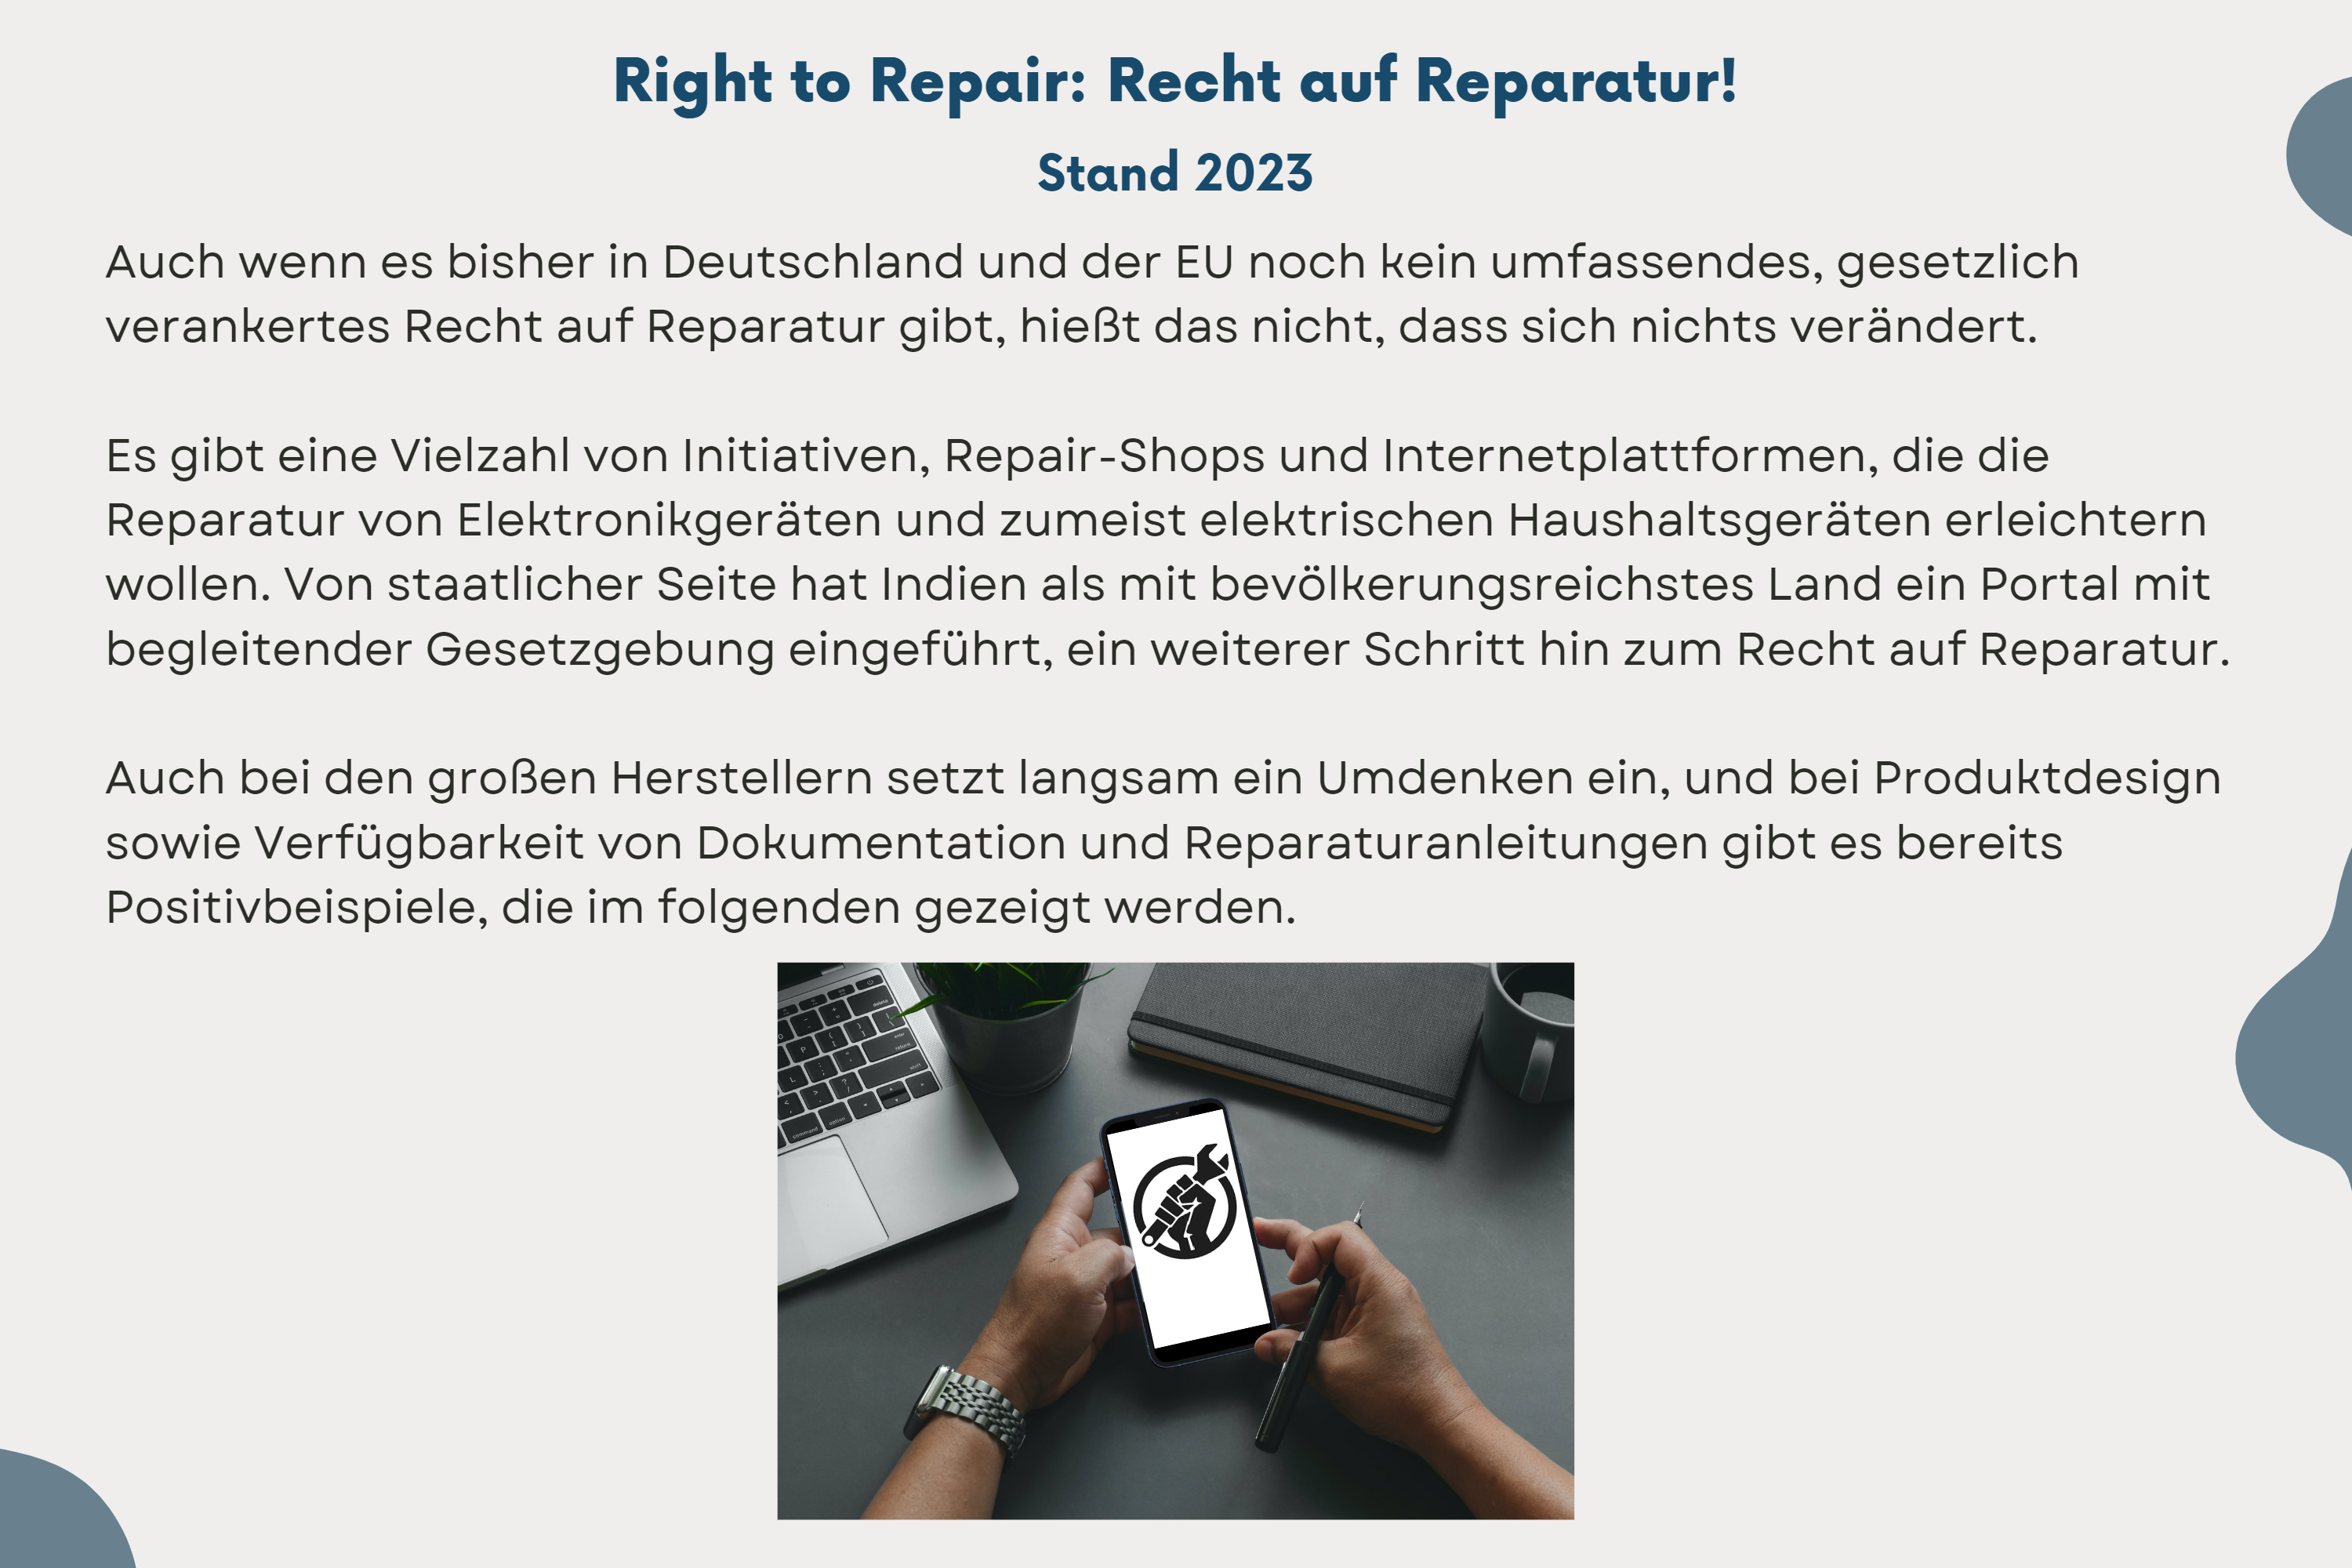 Right to Repair: Recht auf Reparatur!
Stand 2023
Auch wenn es bisher in Deutschland und der EU noch kein umfassendes, gesetzlich
verankertes Recht auf Reparatur gibt, hießt das nicht, dass sich nichts verändert.
Es gibt eine Vielzahl von Initiativen, Repair-Shops und Internetplattformen, die die
Reparatur von Elektronikgeräten und zumeist elektrischen Haushaltsgeräten erleichtern
wollen. Von staatlicher Seite hat Indien als mit bevölkerungsreichstes Land ein Portal mit
begleitender Gesetzgebung eingeführt, ein weiterer Schritt hin zum Recht auf Reparatur.
Auch bei den großen Herstellern setzt langsam ein Umdenken ein, und bei Produktdesign
sowie Verfügbarkeit von Dokumentation und Reparaturanleitungen gibt es bereits
Positivbeispiele, die im folgenden gezeigt werden.
delete
P
return
L
shift
command
option